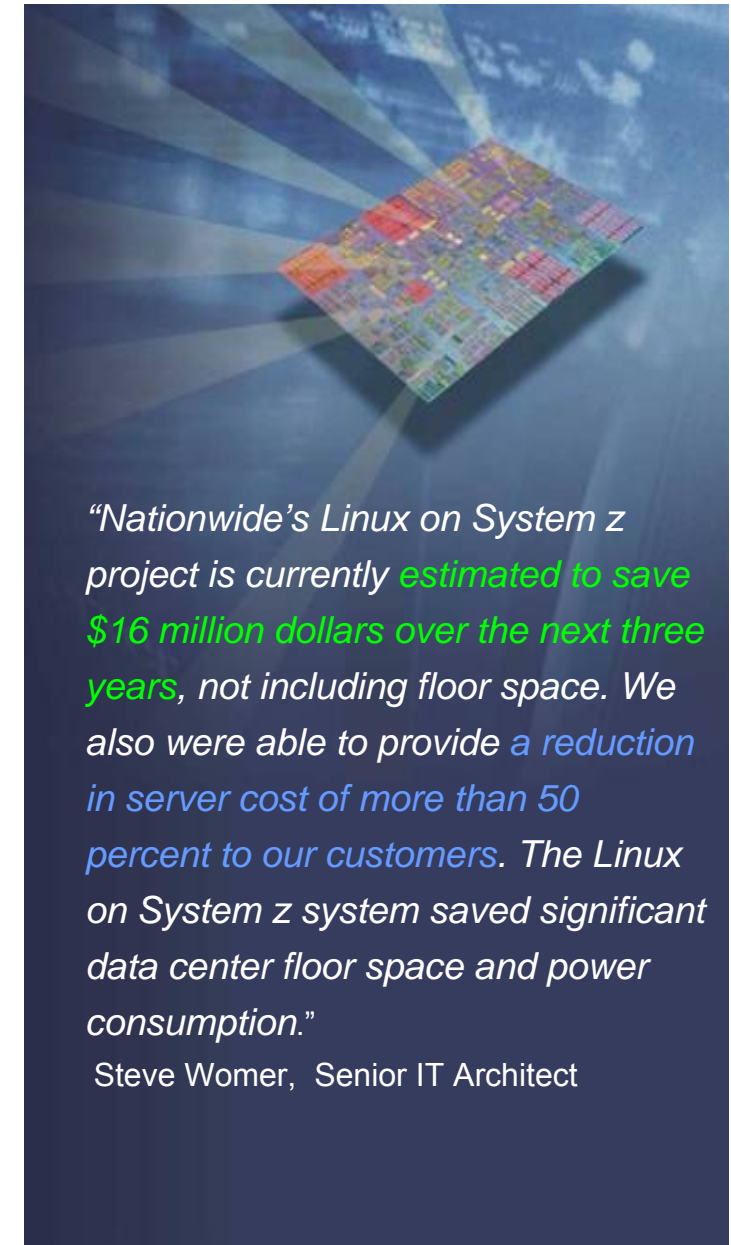 “Nationwide’s Linux on System z
project is currently estimated to save
$16 million dollars over the next three
years, not including floor space. We
also were able to provide a reduction
in server cost of more than 50
percent to our customers. The Linux
on System z system saved significant
data center floor space and power
consumption.”
Steve Womer,  Senior IT Architect